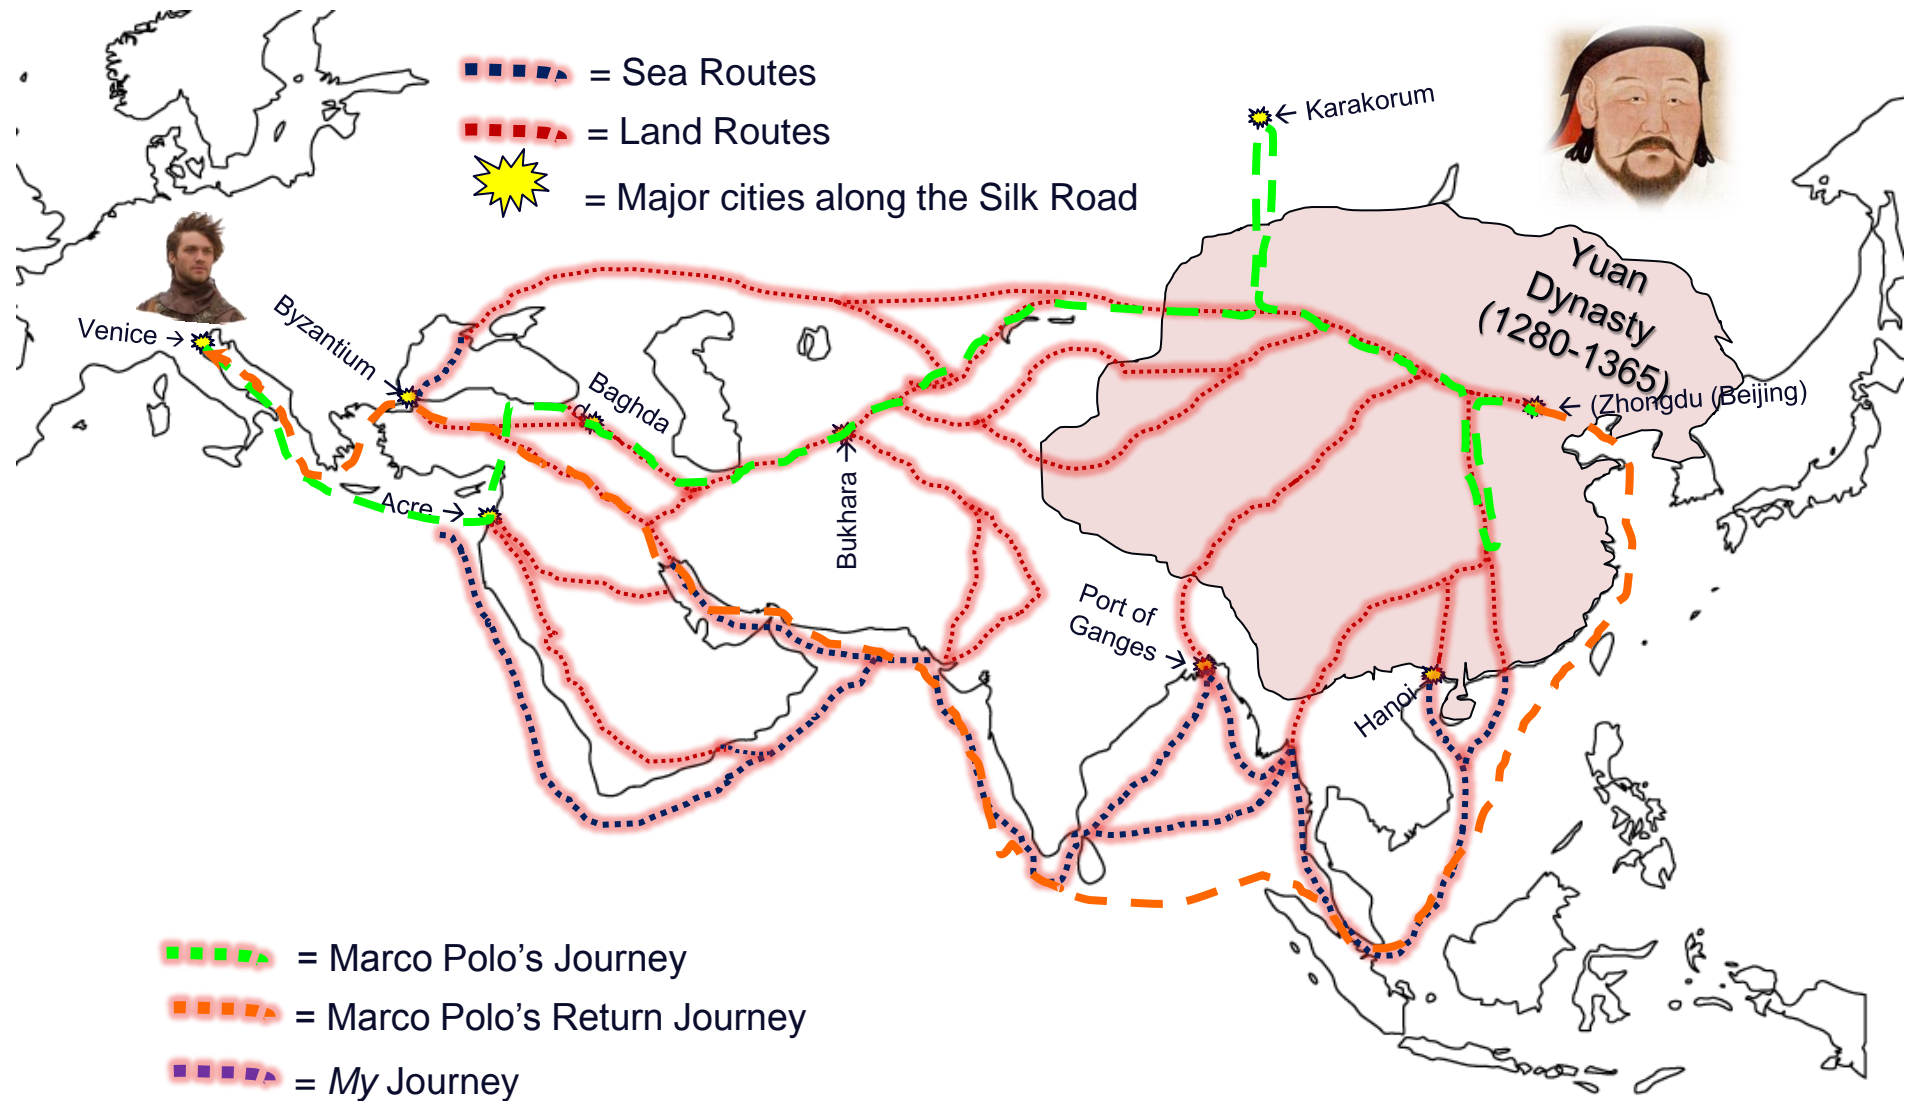 = Sea Routes
= Land Routes
= Major cities along the Silk Road
← Karakorum
Yuan
Dynasty
(1280-1365)
Venice →
Byzantium →
Baghda
d→
← (Zhongdu (Beijing)
Acre →
Bukhara →
Port of
Ganges →
Hanoi
= Marco Polo’s Journey
= Marco Polo’s Return Journey
= My Journey